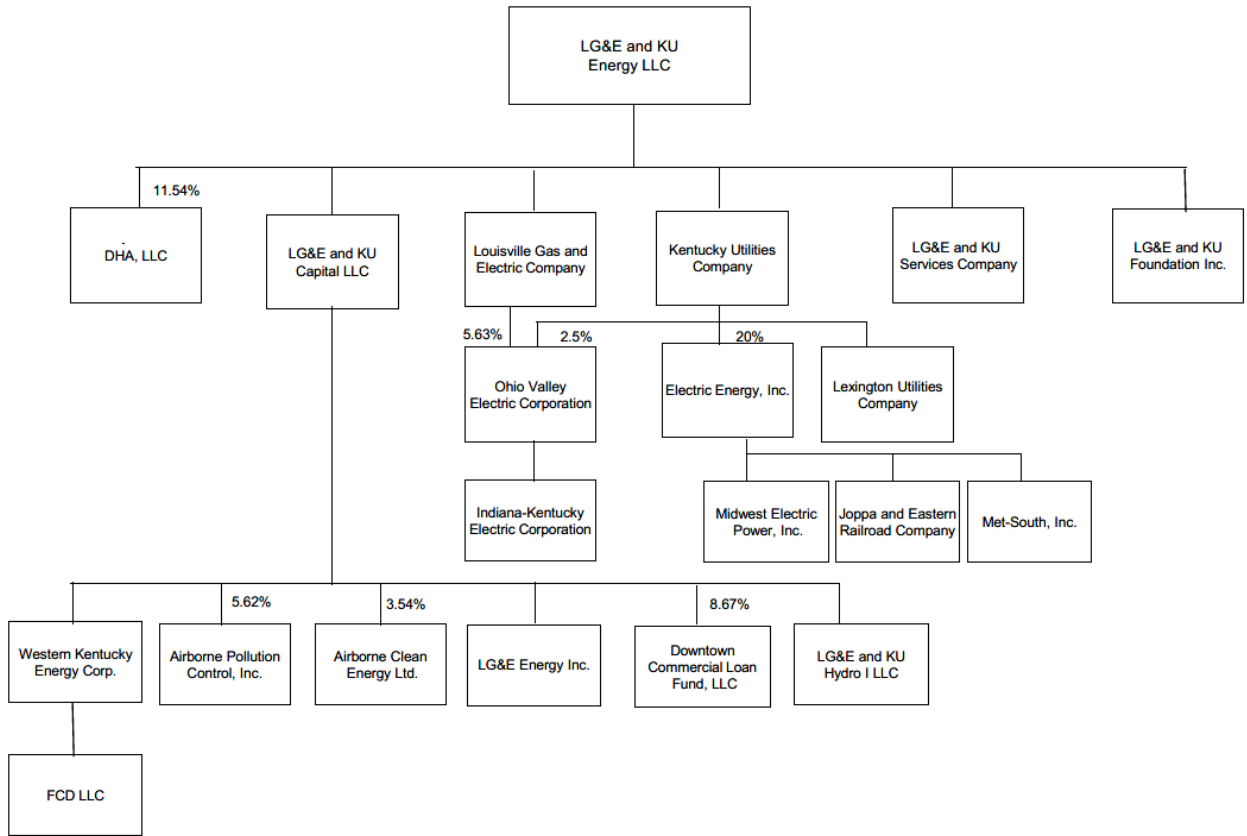 LG&E and KU
Energy LLC
11.54%
DHA, LLC
LG&E and KU
Capital LLC
Louisville Gas and
Electric Company
Kentucky Utilities
Company
LG&E and KU
Services Company
LG&E and KU
Foundation Inc.
5.63%
2.5%
20%
Ohio Valley
Electric Corporation
Electric Energy, Inc.
Lexington Utilities
Company
Indiana-Kentucky
Electric Corporation
Midwest Electric
Power, Inc.
Joppa and Eastern
Railroad Company
Met-South, Inc.
5.62%
3.54%
8.67%
Western Kentucky
Energy Corp.
Airborne Pollution
Control, Inc.
Airborne Clean
Energy Ltd.
LG&E Energy Inc.
Downtown
Commercial Loan
Fund, LLC
LG&E and KU
Hydro I LLC
FCD LLC